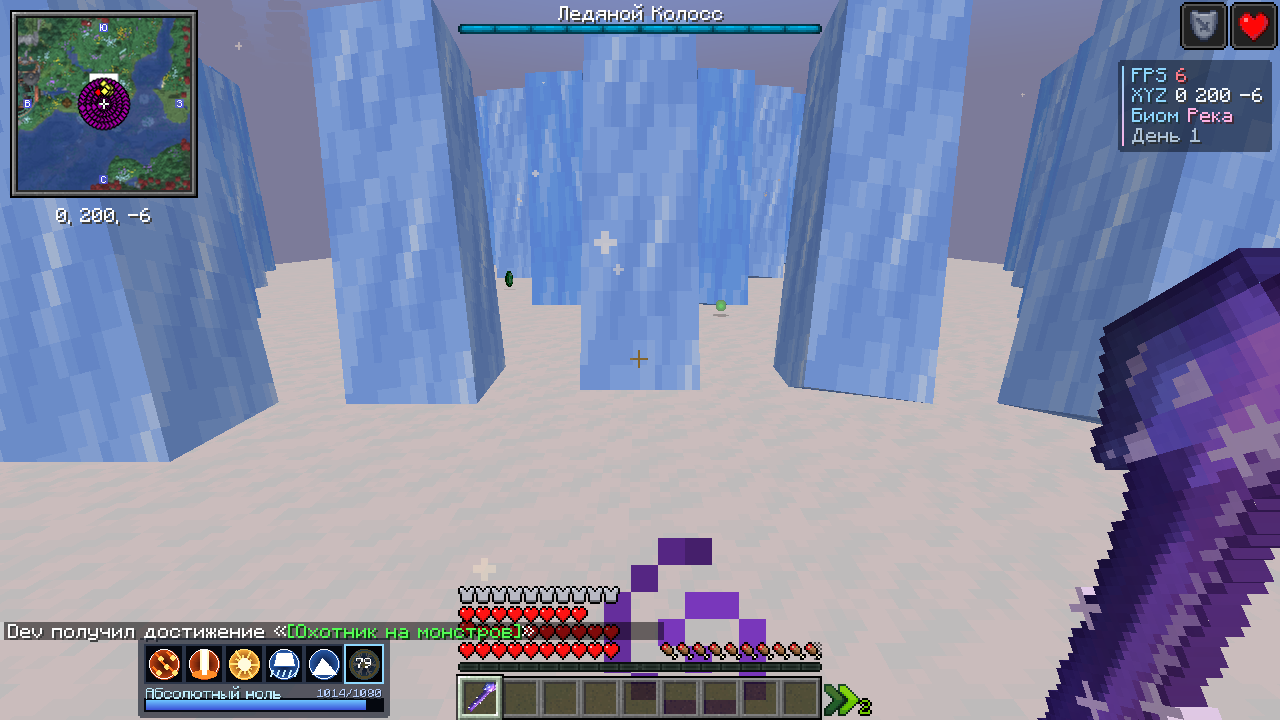 Ледяной Колосс
Ю
В
З
С
0, 200, -6
FPS 6
XYZ 0 200 -6
Биом Река
День 1
Dev получил достижение «[Охотник на монстров]»
79
Абсолютный ноль 1014/1080
3